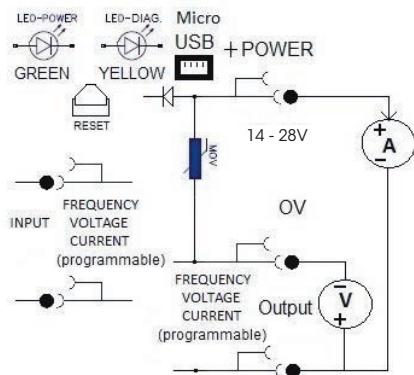 LED-POWER
LED-DIAG.
Micro
USB
+POWER
GREEN
YELLOW
RESET
14 - 28V
+
A
−
MOV
INPUT
FREQUENCY
VOLTAGE
CURRENT
(programmable)
OV
FREQUENCY
VOLTAGE
CURRENT
(programmable)
Output
−
V
+